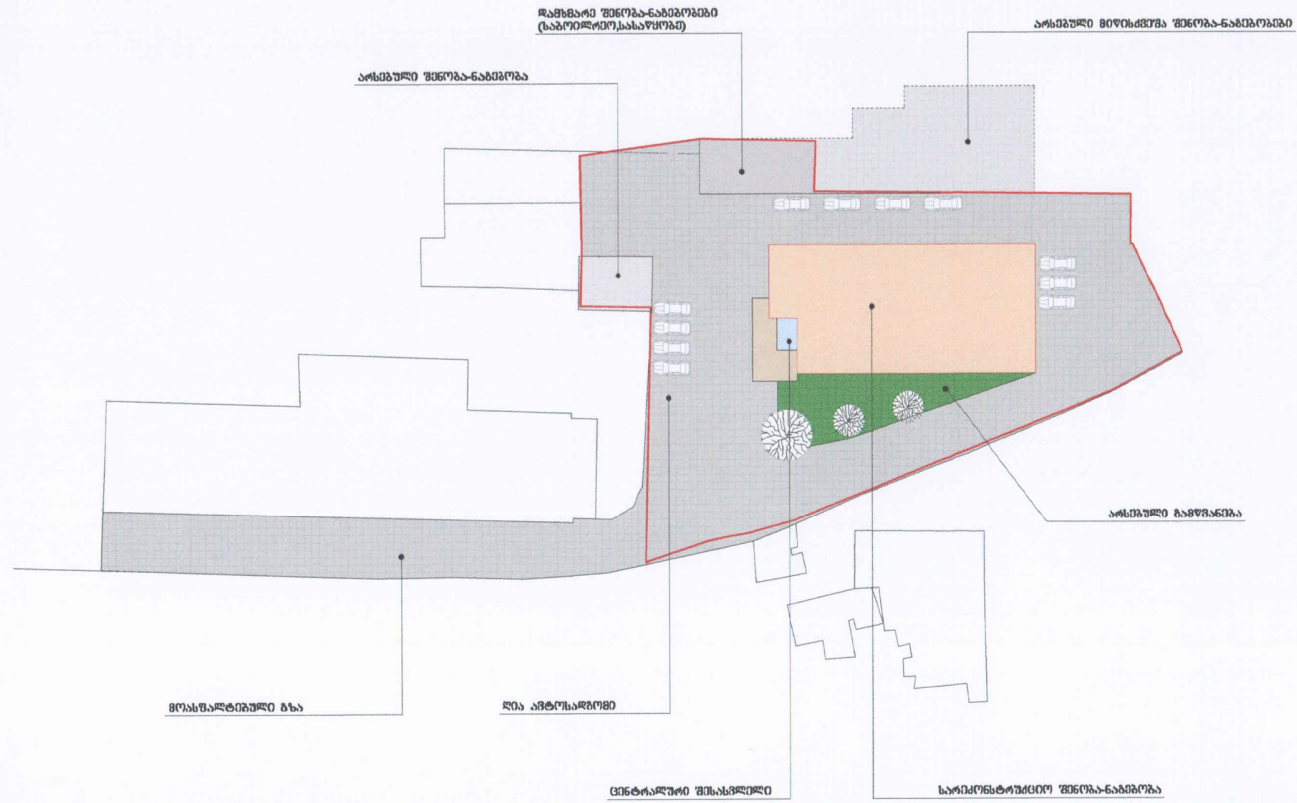 დამხმარე შენობა-ნაგებობები
(საბოილრეო,სასაწყობე)
არსებული მიწისქვეშა შენობა-ნაგებობები
არსებული შენობა-ნაგებობა
არსებული გამწვანება
მოასფალტებული გზა
ღია ავტოსადგომი
ცენტრალური შესასვლელი
სარეკონსტრუქციო შენობა-ნაგებობა